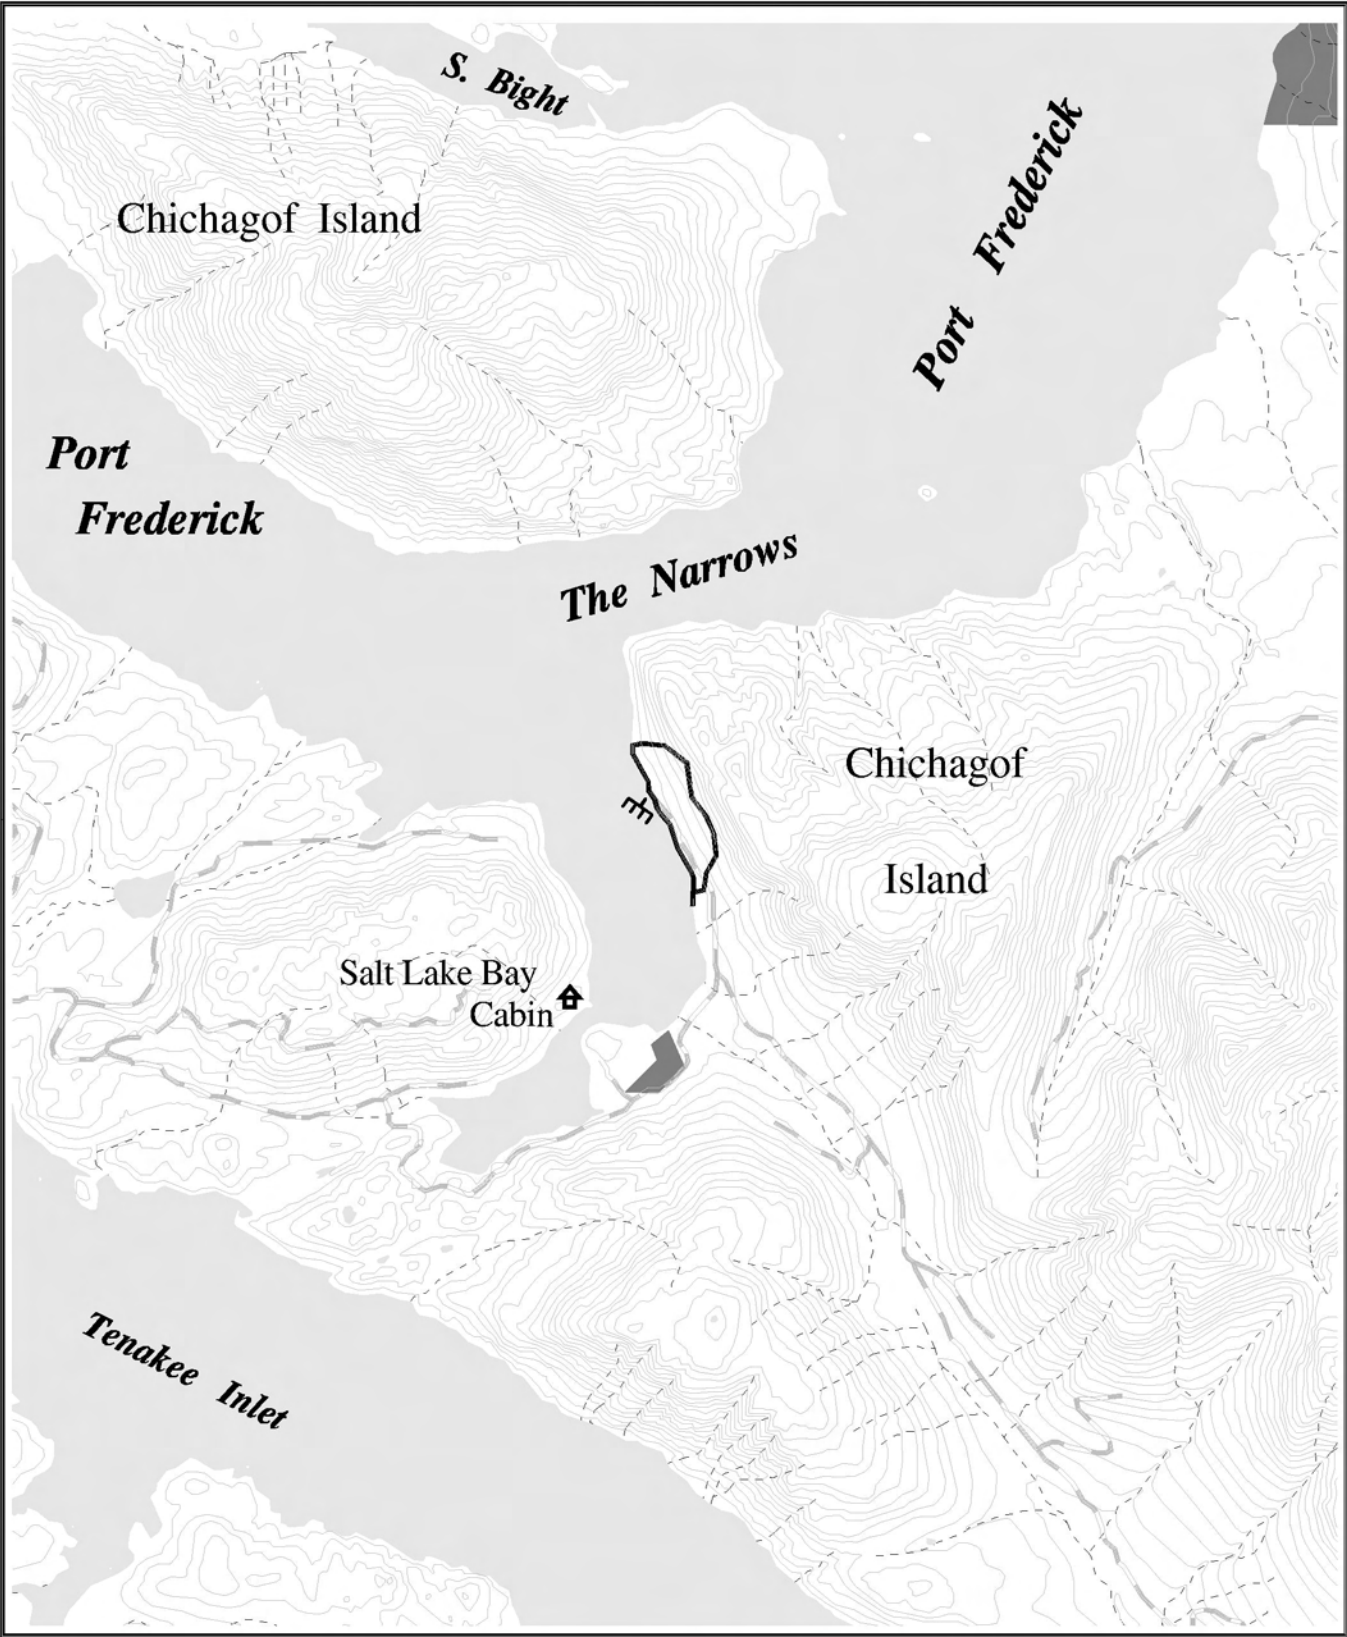 S. Bight
Port Frederick
Chichagof Island
Port
Frederick
The Narrows
Chichagof
Island
Salt Lake Bay
Cabin
Tenakee Inlet